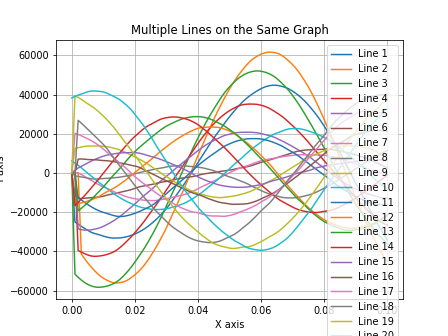 Multiple Lines on the Same Graph
60000
40000
20000
0
−20000
−40000
−60000
0.00
0.02
0.04
0.06
X axis
Line 1
Line 2
Line 3
Line 4
Line 5
Line 6
Line 7
Line 8
Line 9
Line 10
Line 11
Line 12
Line 13
Line 14
Line 15
Line 16
Line 17
Line 18
Line 19